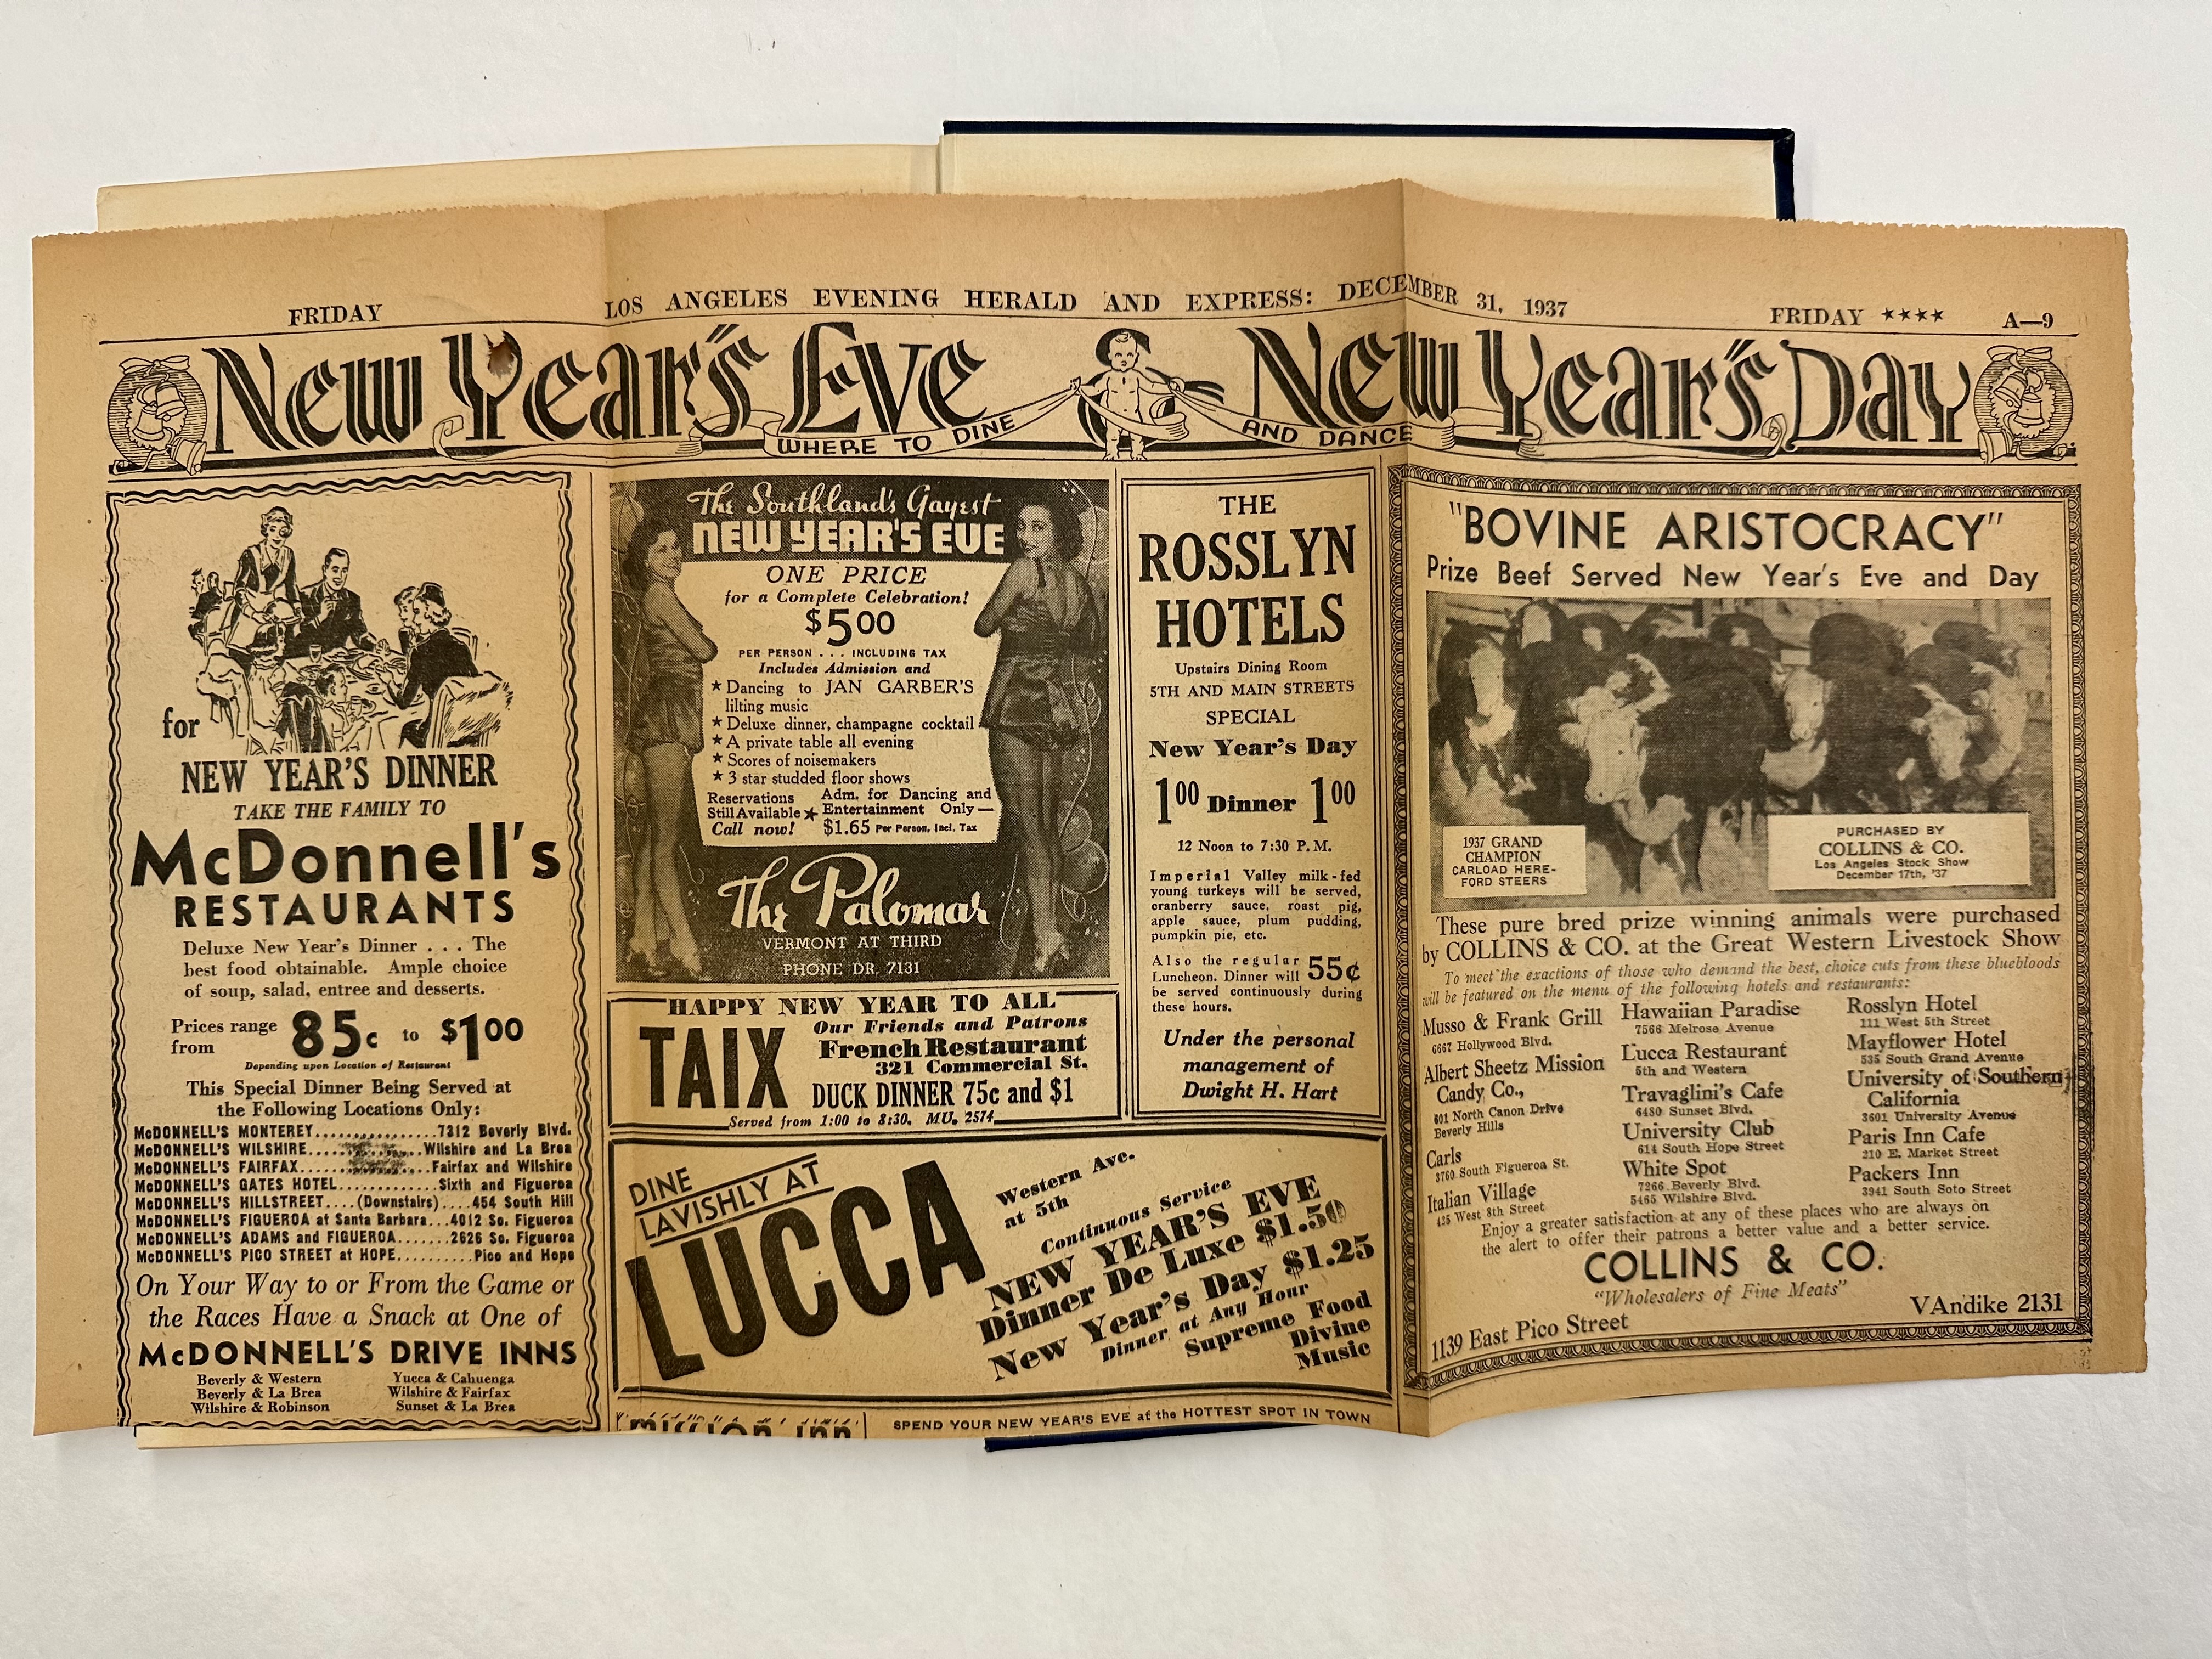 FRIDAY
LOS ANGELES EVENING HERALD AND EXPRESS: DECEMBER 31, 1937
FRIDAY ★★★★ A—9
New Year's Eve
WHERE TO DINE
AND DANCE
New Year's Day
for
NEW YEAR'S DINNER
TAKE THE FAMILY TO
McDonnell's
RESTAURANTS
Deluxe New Year's Dinner . . . The
best food obtainable. Ample choice
of soup, salad, entree and desserts.
Prices range
from 85c to $1.00
Depending upon Location of Restaurant
This Special Dinner Being Served at
the Following Locations Only:
McDONNELL'S MONTEREY................7312 Beverly Blvd.
McDONNELL'S WILSHIRE...............Wilshire and La Brea
McDONNELL'S FAIRFAX................Fairfax and Wilshire
McDONNELL'S GATES HOTEL.............Sixth and Figueroa
McDONNELL'S HILLSTREET....(Downstairs)....454 South Hill
McDONNELL'S FIGUEROA at Santa Barbara...4012 So. Figueroa
McDONNELL'S ADAMS and FIGUEROA.......2626 So. Figueroa
McDONNELL'S PICO STREET at HOPE..........Pico and Hope
On Your Way to or From the Game or
the Races Have a Snack at One of
McDONNELL'S DRIVE INNS
Beverly & Western
Beverly & La Brea
Wilshire & Robinson
Yucca & Cahuenga
Wilshire & Fairfax
Sunset & La Brea
The Southland's Gayest
NEW YEAR'S EVE
ONE PRICE
for a Complete Celebration!
$5.00
PER PERSON . . . INCLUDING TAX
Includes Admission and
★ Dancing to JAN GARBER'S
lilting music
★ Deluxe dinner, champagne cocktail
★ A private table all evening
★ Scores of noisemakers
★ 3 star studded floor shows
Reservations
Still Available
Call now!
★ Adm. for Dancing and
Entertainment Only—
$1.65 Per Person, Incl. Tax
The Palomar
VERMONT AT THIRD
PHONE DR. 7131
HAPPY NEW YEAR TO ALL
TAIX
Our Friends and Patrons
French Restaurant
321 Commercial St.
DUCK DINNER 75c and $1
Served from 1:00 to 8:30. MU. 2574
THE
ROSSLYN
HOTELS
Upstairs Dining Room
5TH AND MAIN STREETS
SPECIAL
New Year's Day
1.00 Dinner 1.00
12 Noon to 7:30 P. M.
Imperial Valley milk-fed
young turkeys will be served,
cranberry sauce, roast pig,
apple sauce, plum pudding,
pumpkin pie, etc.
Also the regular 55¢
Luncheon. Dinner will
be served continuously during
these hours.
Under the personal
management of
Dwight H. Hart
DINE
LAVISHLY AT
LUCCA
Western Ave.
at 5th
Continuous Service
NEW YEAR'S EVE
Dinner De Luxe $1.50
New Year's Day $1.25
Dinner at Any Hour
Supreme Food
Divine
Music
mission inn
SPEND YOUR NEW YEAR'S EVE at the HOTTEST SPOT IN TOWN
"BOVINE ARISTOCRACY"
Prize Beef Served New Year's Eve and Day
1937 GRAND
CHAMPION
CARLOAD HERE-
FORD STEERS
PURCHASED BY
COLLINS & CO.
Los Angeles Stock Show
December 17th, '37
These pure bred prize winning animals were purchased
by COLLINS & CO. at the Great Western Livestock Show
To meet the exactions of those who demand the best, choice cuts from these bluebloods
will be featured on the menu of the following hotels and restaurants:
Musso & Frank Grill
6667 Hollywood Blvd.
Albert Sheetz Mission
Candy Co.,
601 North Canon Drive
Beverly Hills
Carls
3760 South Figueroa St.
Italian Village
425 West 8th Street
Hawaiian Paradise
7566 Melrose Avenue
Lucca Restaurant
5th and Western
Travaglini's Cafe
6480 Sunset Blvd.
University Club
614 South Hope Street
White Spot
7266 Beverly Blvd.
5465 Wilshire Blvd.
Rosslyn Hotel
111 West 5th Street
Mayflower Hotel
535 South Grand Avenue
University of Southern
California
3601 University Avenue
Paris Inn Cafe
210 E. Market Street
Packers Inn
3941 South Soto Street
Enjoy a greater satisfaction at any of these places who are always on
the alert to offer their patrons a better value and a better service.
COLLINS & CO.
"Wholesalers of Fine Meats"
1139 East Pico Street
VAndike 2131